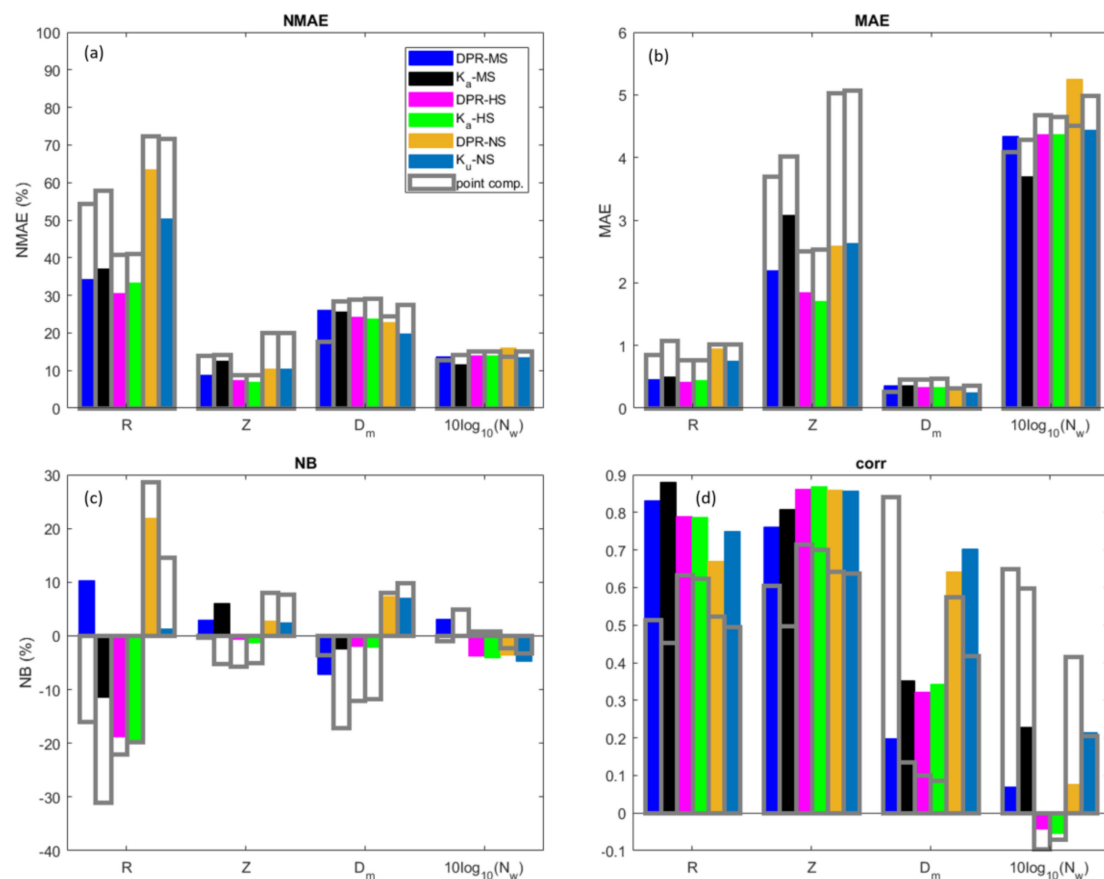 NMAE
(a)
100
90
80
70
60
50
40
30
20
10
0
NMAE (%)
R
Z
Dm
10log10(Nw)
DPR-MS
Ka-MS
DPR-HS
Ka-HS
DPR-NS
Ku-NS
point comp.
MAE
(b)
6
5
4
3
2
1
0
MAE
R
Z
Dm
10log10(Nw)
NB
(c)
30
20
10
0
-10
-20
-30
-40
NB (%)
R
Z
Dm
10log10(Nw)
corr
(d)
0.9
0.8
0.7
0.6
0.5
0.4
0.3
0.2
0.1
0
-0.1
R
Z
Dm
10log10(Nw)